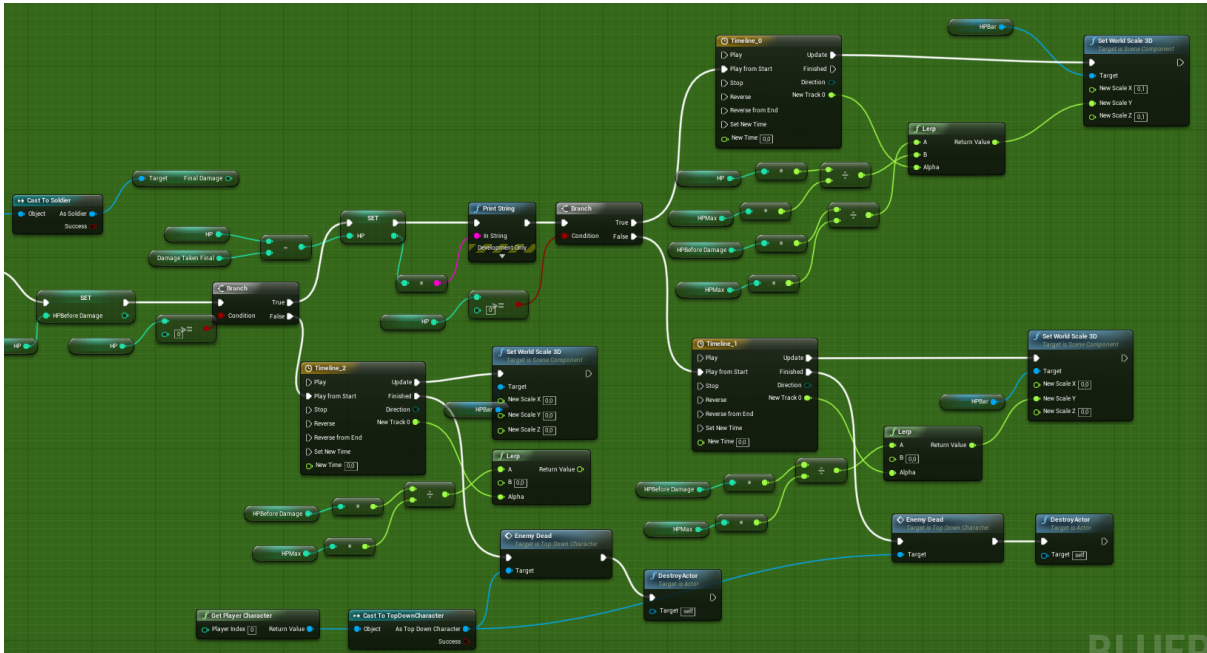 HPBar
Set World Scale 3D
Target is Scene Component
Target
New Scale X 0,1
New Scale Y
New Scale Z 0,1
Timeline_0
Play
Update
Play from Start
Finished
Stop
Direction
Reverse
New Track 0
Reverse from End
Set New Time
New Time 0,0
Lerp
A
Return Value
B
Alpha
HP
÷
HPMax
HPBefore Damage
÷
HPMax
Target
Final Damage
Cast To Soldier
Object
As Soldier
Success
HP
-
Damage Taken Final
SET
HP
Print String
In String
Development Only
Branch
True
Condition
False
HP
0
>=
SET
HPBefore Damage
HP
Branch
True
Condition
False
HP
0
>=
Timeline_2
Play
Update
Play from Start
Finished
Stop
Direction
Reverse
New Track 0
Reverse from End
Set New Time
New Time 0,0
Set World Scale 3D
Target is Scene Component
Target
HPBar
New Scale X 0,0
New Scale Y 0,0
New Scale Z 0,0
Lerp
A
Return Value
B 0,0
Alpha
HPBefore Damage
÷
HPMax
Enemy Dead
Target is Top Down Character
Target
DestroyActor
Target is Actor
Target self
Get Player Character
Player Index 0
Return Value
Cast To TopDownCharacter
Object
As Top Down Character
Success
Timeline_1
Play
Update
Play from Start
Finished
Stop
Direction
Reverse
New Track 0
Reverse from End
Set New Time
New Time 0,0
Set World Scale 3D
Target is Scene Component
Target
New Scale X 0,0
New Scale Y
New Scale Z 0,0
HPBar
Lerp
A
Return Value
B 0,0
Alpha
HPBefore Damage
÷
HPMax
Enemy Dead
Target is Top Down Character
Target
DestroyActor
Target is Actor
Target self